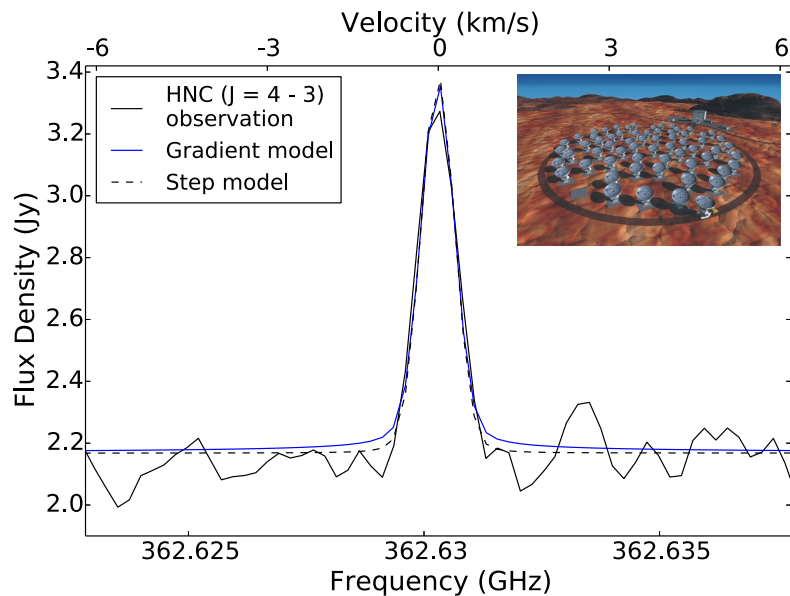 Velocity (km/s)
-6 -3 0 3 6
3.4
3.2
3.0
2.8
2.6
2.4
2.2
2.0
Flux Density (Jy)
HNC (J = 4 - 3)
observation
Gradient model
Step model
362.625 362.63 362.635
Frequency (GHz)